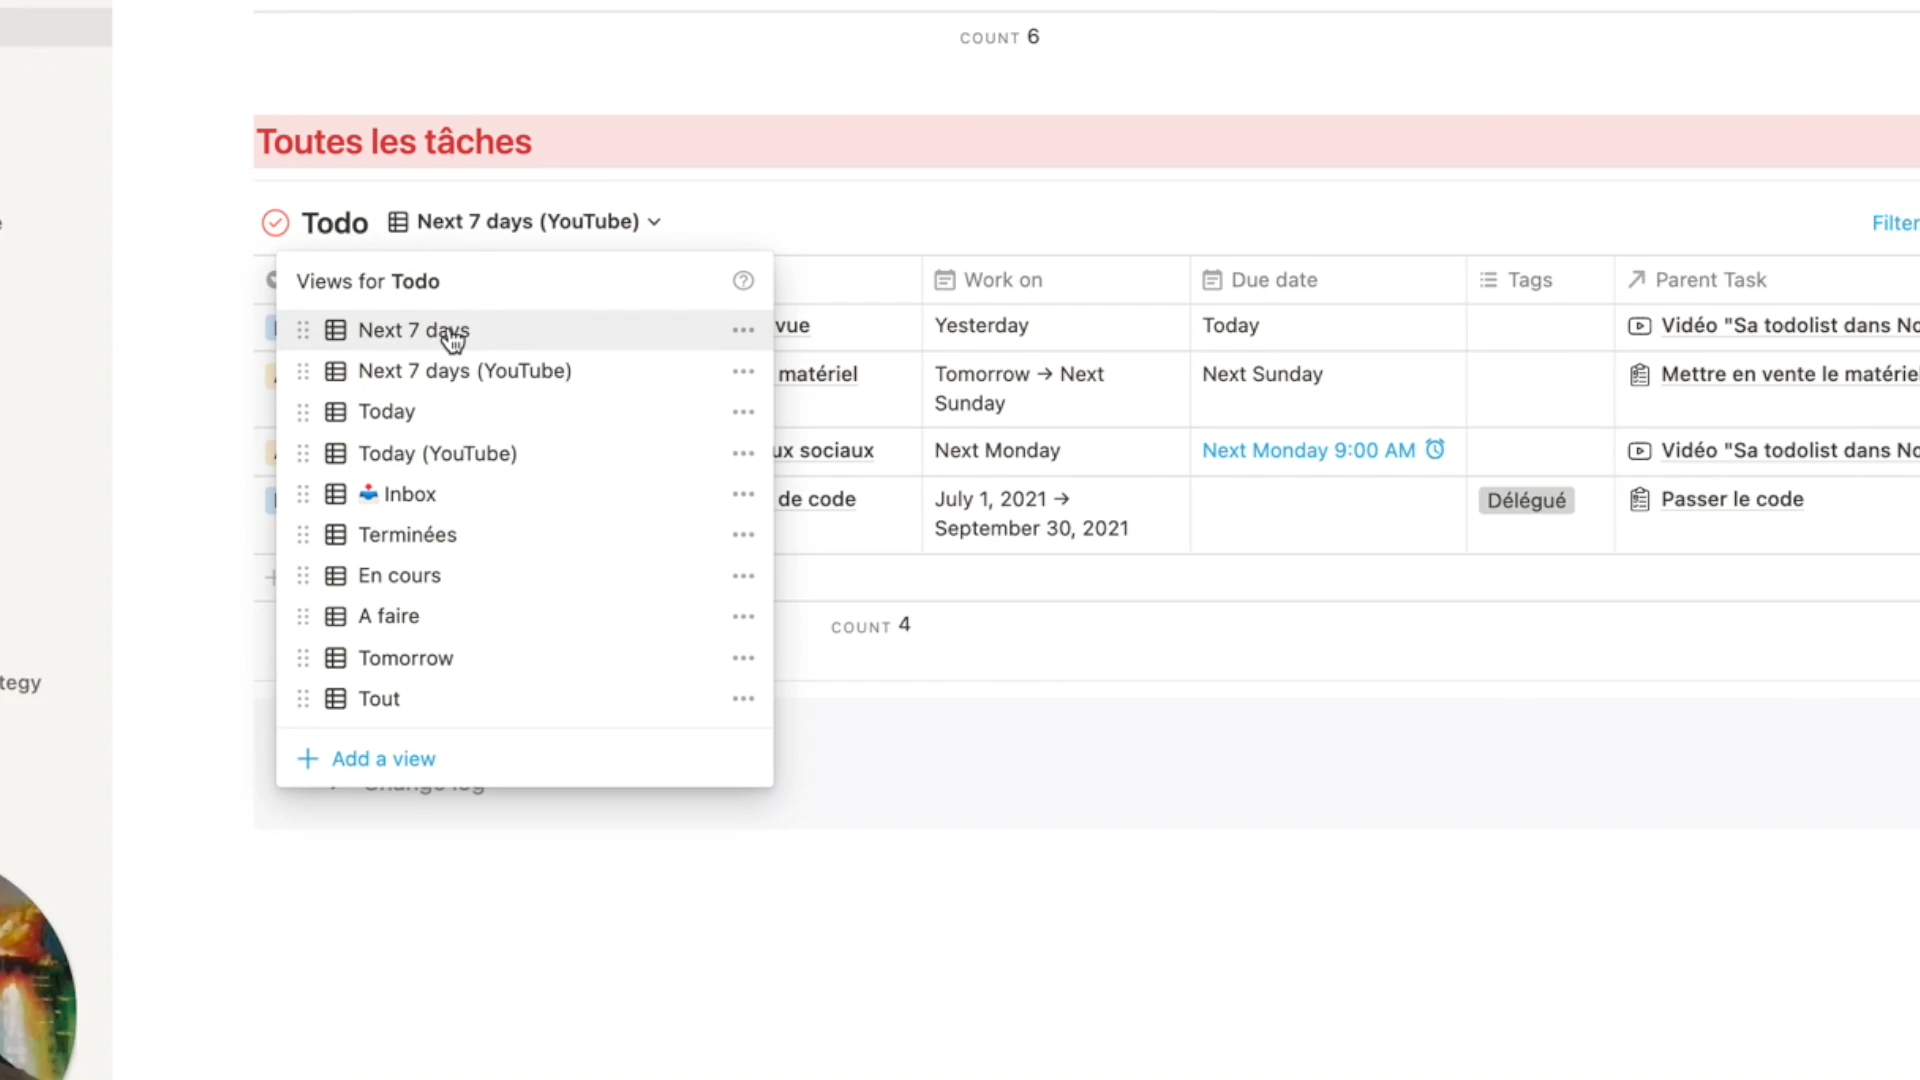 COUNT 6
Toutes les tâches
Todo Next 7 days (YouTube)
Filter
Views for Todo
Work on Due date Tags Parent Task
Next 7 days
vue Yesterday Today Vidéo "Sa todolist dans No
Next 7 days (YouTube)
matériel Tomorrow → Next Sunday Next Sunday Mettre en vente le matériel
Today
Today (YouTube)
ux sociaux Next Monday Next Monday 9:00 AM Vidéo "Sa todolist dans No
Inbox
de code July 1, 2021 → September 30, 2021 Délégué Passer le code
Terminées
En cours
A faire
COUNT 4
Tomorrow
tegy
Tout
+ Add a view
Change log